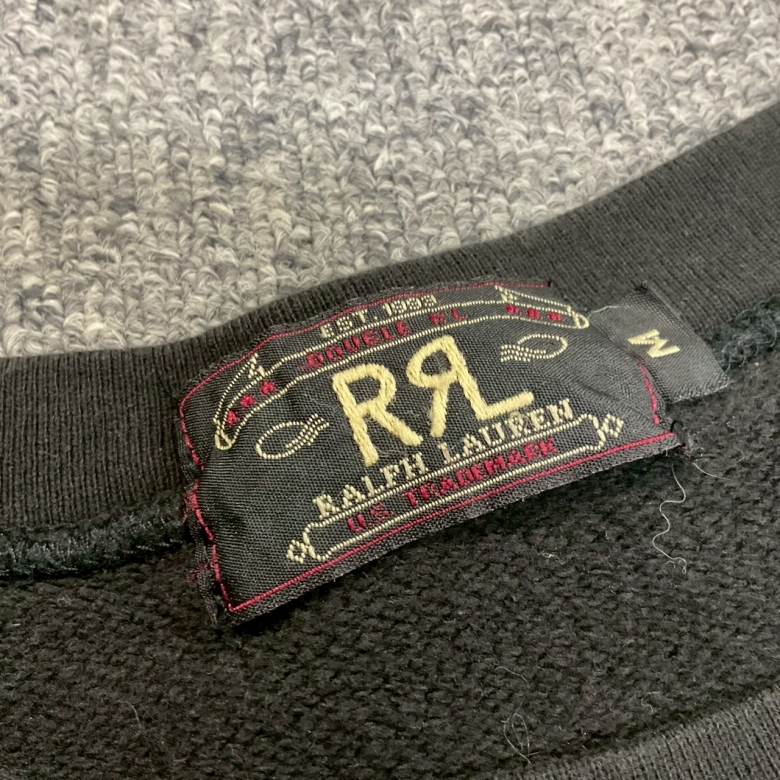 EST. 1993
DOUBLE RL
RRL
RALPH LAUREN
U.S. TRADEMARK
M